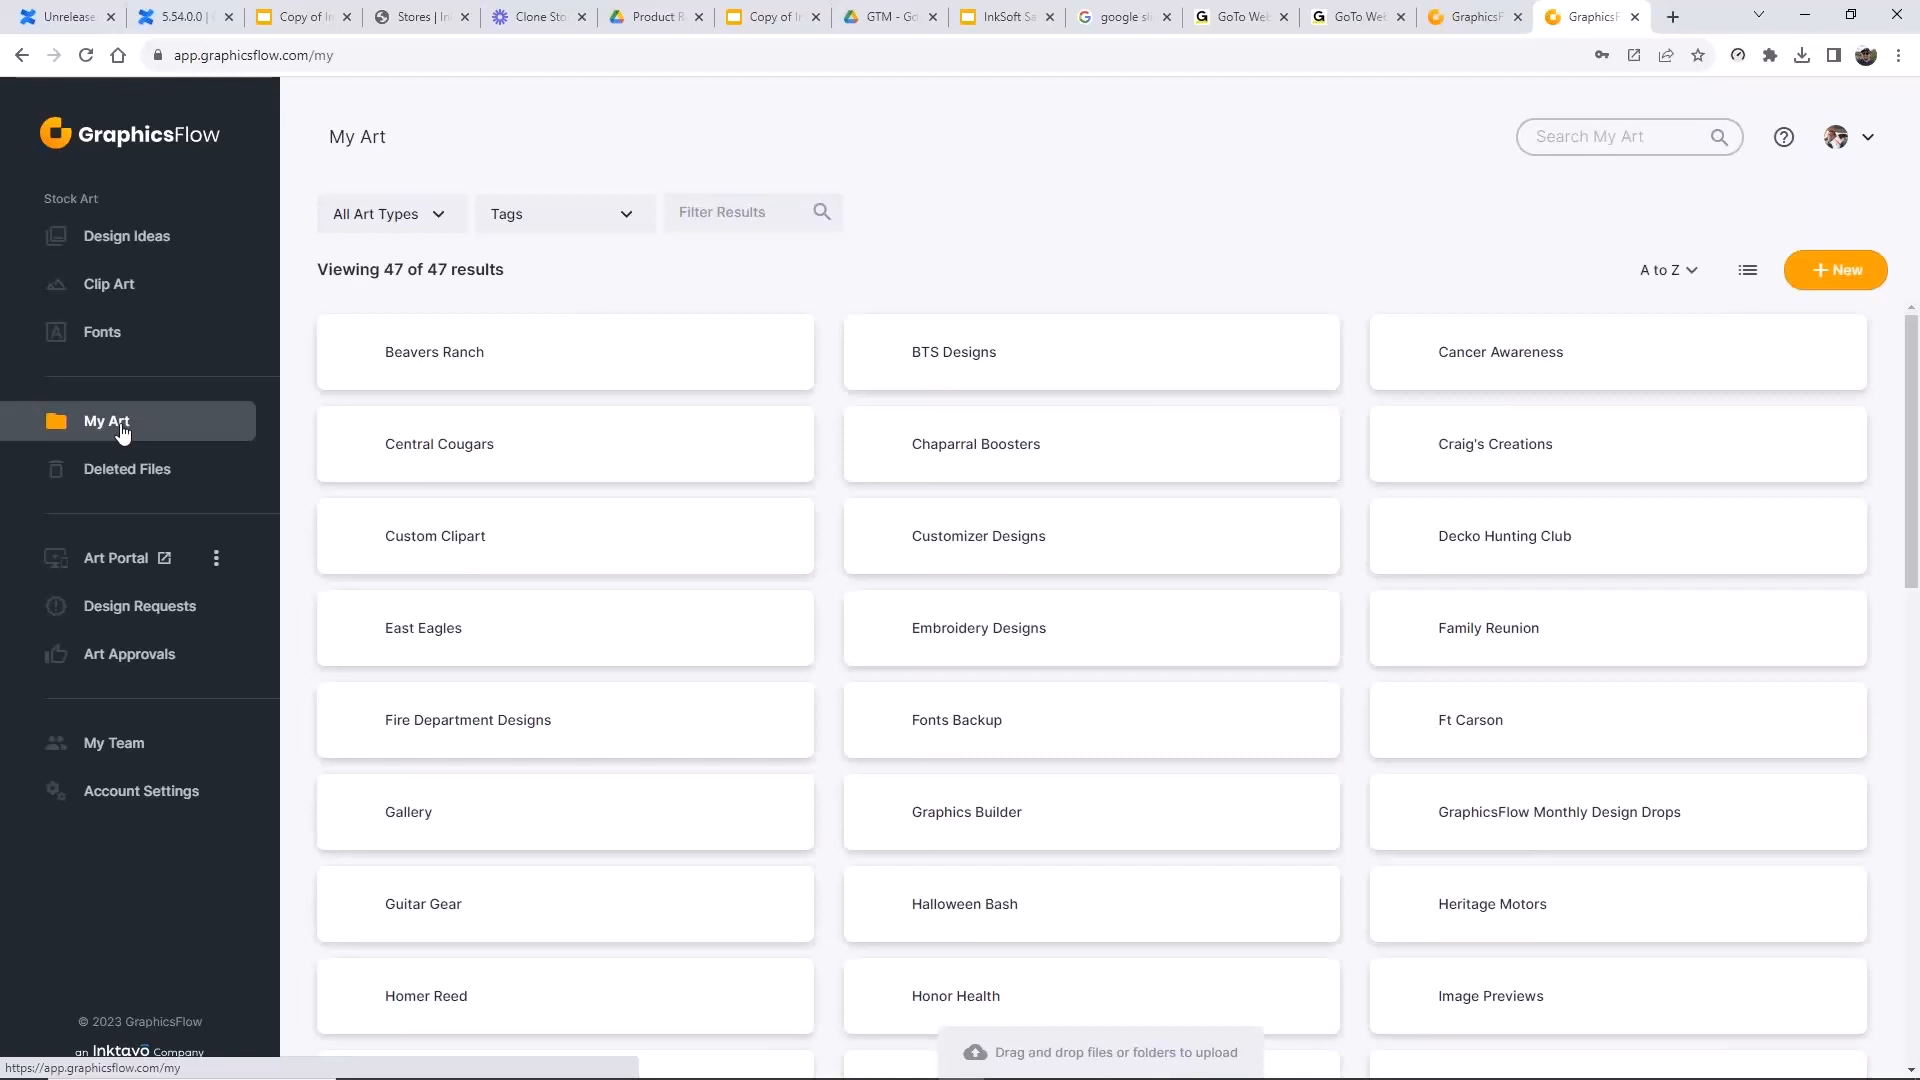 Unrelease
5.54.0.0 |
Copy of In
Stores | In
Clone Sto
Product R
Copy of In
GTM - Go
InkSoft Sa
google sli
GoTo Web
GoTo Web
GraphicsF
GraphicsF
app.graphicsflow.com/my
GraphicsFlow
My Art
Search My Art
Stock Art
Design Ideas
Clip Art
Fonts
My Art
Deleted Files
Art Portal
Design Requests
Art Approvals
My Team
Account Settings
All Art Types
Tags
Filter Results
Viewing 47 of 47 results
A to Z
New
Beavers Ranch
BTS Designs
Cancer Awareness
Central Cougars
Chaparral Boosters
Craig's Creations
Custom Clipart
Customizer Designs
Decko Hunting Club
East Eagles
Embroidery Designs
Family Reunion
Fire Department Designs
Fonts Backup
Ft Carson
Gallery
Graphics Builder
GraphicsFlow Monthly Design Drops
Guitar Gear
Halloween Bash
Heritage Motors
Homer Reed
Honor Health
Image Previews
Drag and drop files or folders to upload
© 2023 GraphicsFlow
an Inktavo Company
https://app.graphicsflow.com/my